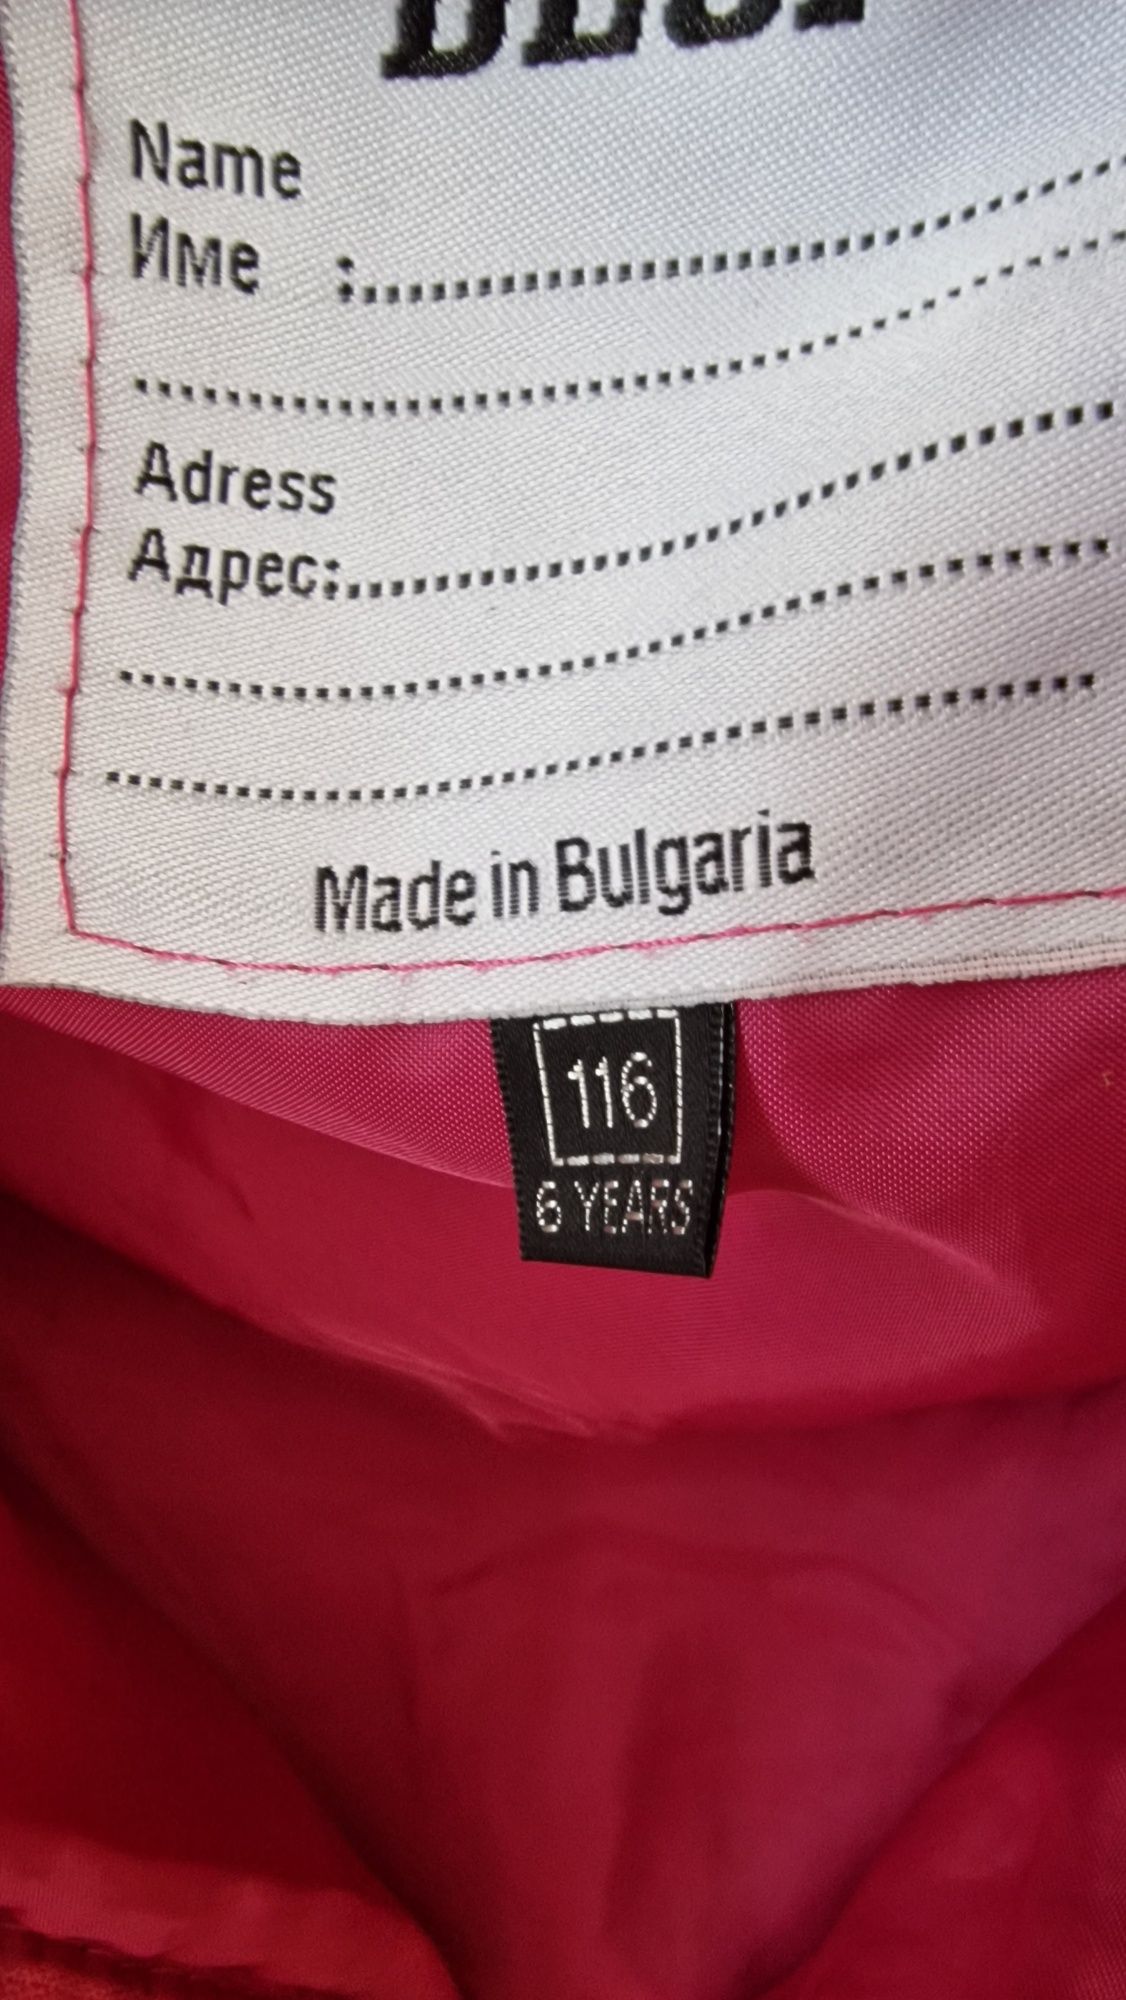 Name
Име :
Adress
Адрес:
Made in Bulgaria
116
6 YEARS